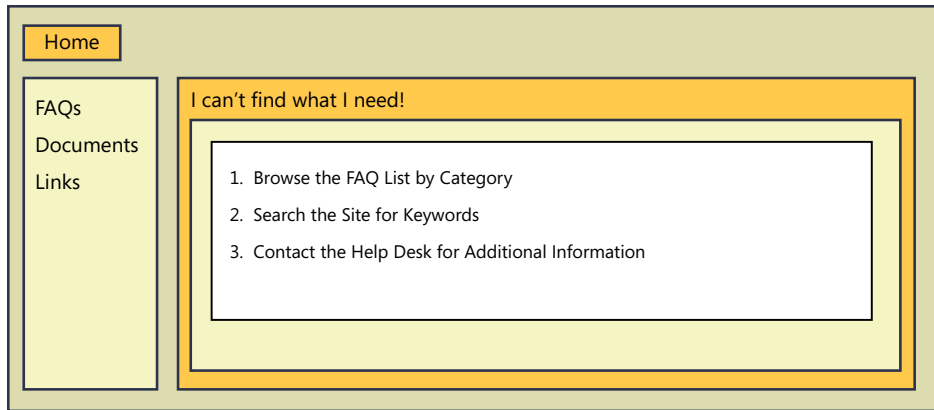 Home
FAQs
Documents
Links
I can't find what I need!
1. Browse the FAQ List by Category
2. Search the Site for Keywords
3. Contact the Help Desk for Additional Information